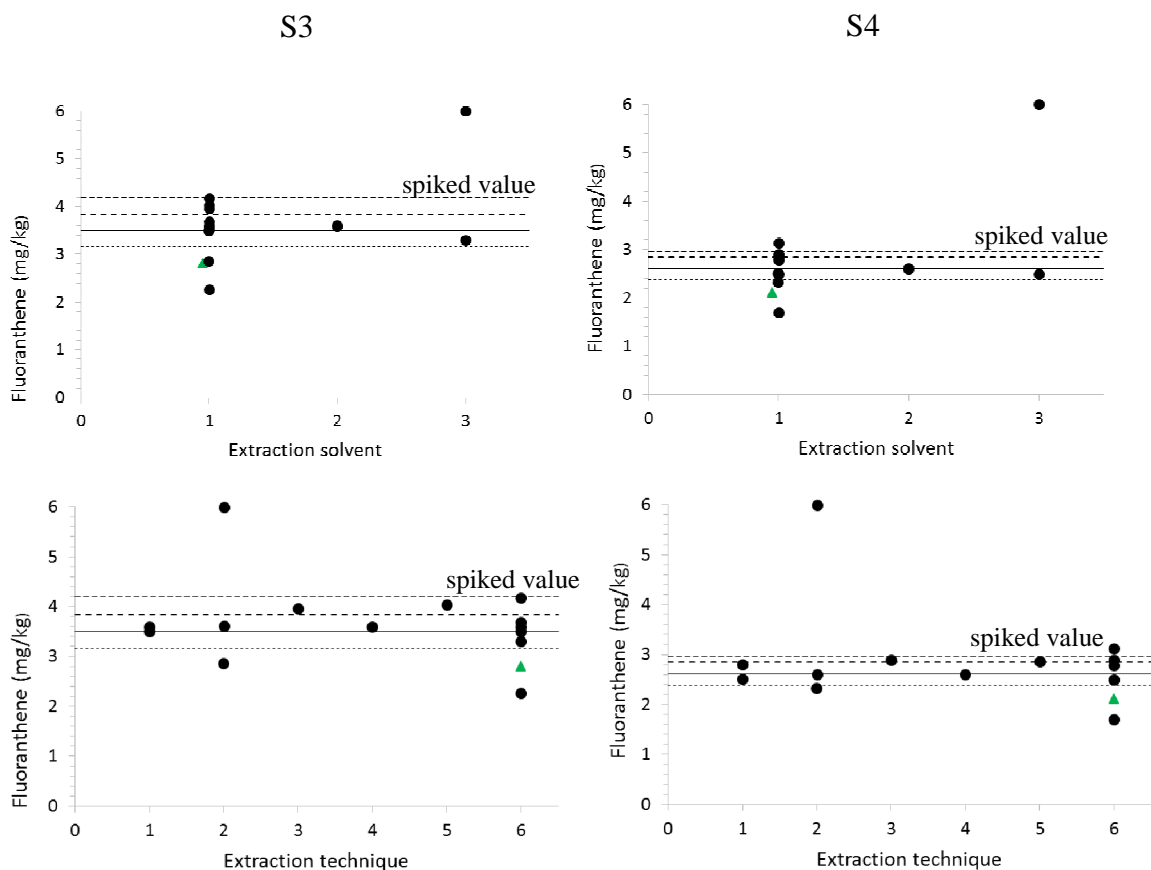 S3
S4
Fluoranthene (mg/kg)
6
5
4
3
2
1
0
spiked value
0 1 2 3
Extraction solvent
Fluoranthene (mg/kg)
6
5
4
3
2
1
0
spiked value
0 1 2 3
Extraction solvent
Fluoranthene (mg/kg)
6
5
4
3
2
1
0
spiked value
0 1 2 3 4 5 6
Extraction technique
Fluoranthene (mg/kg)
6
5
4
3
2
1
0
spiked value
0 1 2 3 4 5 6
Extraction technique